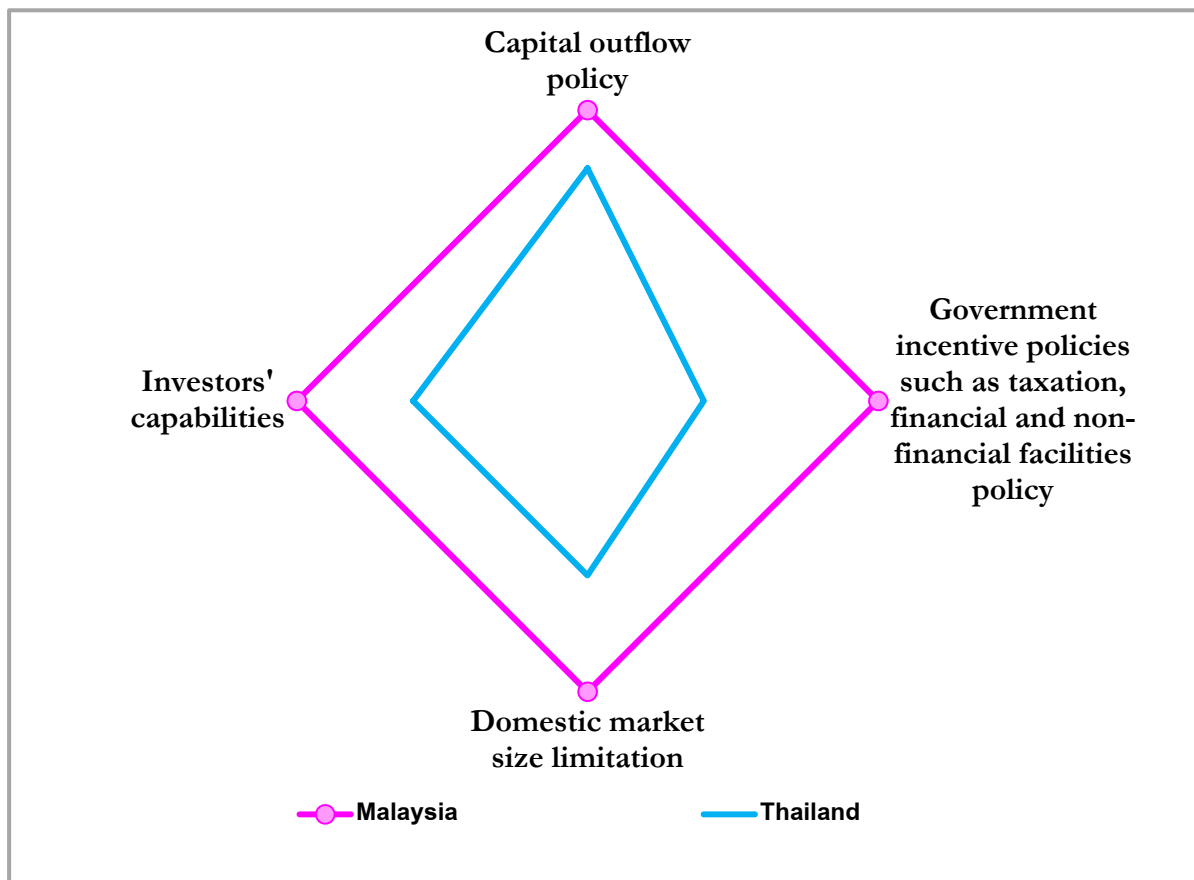 Capital outflow
policy
Government
incentive policies
such as taxation,
financial and non-
financial facilities
policy
Investors'
capabilities
Domestic market
size limitation
Malaysia
Thailand